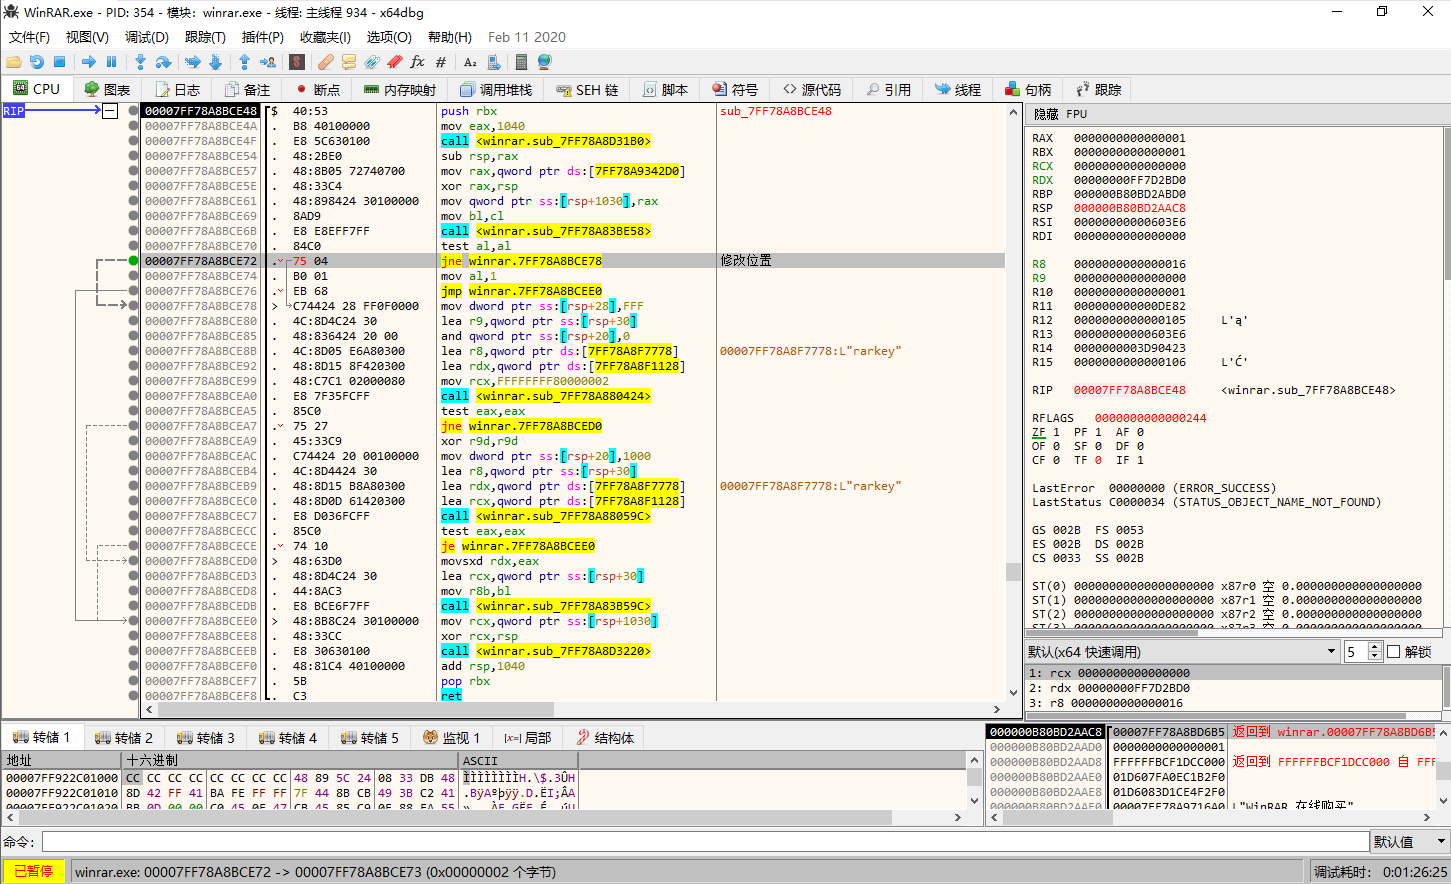 WinRAR.exe - PID: 354 - 模块: winrar.exe - 线程: 主线程 934 - x64dbg
文件(F) 视图(V) 调试(D) 跟踪(T) 插件(P) 收藏夹(I) 选项(O) 帮助(H) Feb 11 2020
CPU 图表 日志 备注 断点 内存映射 调用堆栈 SEH 链 脚本 符号 源代码 引用 线程 句柄 跟踪
RIP
00007FF78A8BCE48 $ 40:53 push rbx sub_7FF78A8BCE48
00007FF78A8BCE4A . B8 40100000 mov eax,1040
00007FF78A8BCE4F . E8 5C630100 call <winrar.sub_7FF78A8D31B0>
00007FF78A8BCE54 . 48:2BE0 sub rsp,rax
00007FF78A8BCE57 . 48:8B05 72740700 mov rax,qword ptr ds:[7FF78A9342D0]
00007FF78A8BCE5E . 48:33C4 xor rax,rsp
00007FF78A8BCE61 . 48:898424 30100000 mov qword ptr ss:[rsp+1030],rax
00007FF78A8BCE69 . 8AD9 mov bl,cl
00007FF78A8BCE6B . E8 E8EFF7FF call <winrar.sub_7FF78A83BE58>
00007FF78A8BCE70 . 84C0 test al,al
00007FF78A8BCE72 . 75 04 jne winrar.7FF78A8BCE78 修改位置
00007FF78A8BCE74 . B0 01 mov al,1
00007FF78A8BCE76 . EB 68 jmp winrar.7FF78A8BCEE0
00007FF78A8BCE78 > C74424 28 FF0F0000 mov dword ptr ss:[rsp+28],FFF
00007FF78A8BCE80 . 4C:8D4C24 30 lea r9,qword ptr ss:[rsp+30]
00007FF78A8BCE85 . 48:836424 20 00 and qword ptr ss:[rsp+20],0
00007FF78A8BCE8B . 4C:8D05 E6A80300 lea r8,qword ptr ds:[7FF78A8F7778] 00007FF78A8F7778:L"rarkey"
00007FF78A8BCE92 . 48:8D15 8F420300 lea rdx,qword ptr ds:[7FF78A8F1128]
00007FF78A8BCE99 . 48:C7C1 02000080 mov rcx,FFFFFFFF80000002
00007FF78A8BCEA0 . E8 7F35FCFF call <winrar.sub_7FF78A880424>
00007FF78A8BCEA5 . 85C0 test eax,eax
00007FF78A8BCEA7 . 75 27 jne winrar.7FF78A8BCED0
00007FF78A8BCEA9 . 45:33C9 xor r9d,r9d
00007FF78A8BCEAC . C74424 20 00100000 mov dword ptr ss:[rsp+20],1000
00007FF78A8BCEB4 . 4C:8D4424 30 lea r8,qword ptr ss:[rsp+30]
00007FF78A8BCEB9 . 48:8D15 B8A80300 lea rdx,qword ptr ds:[7FF78A8F7778] 00007FF78A8F7778:L"rarkey"
00007FF78A8BCEC0 . 48:8D0D 61420300 lea rcx,qword ptr ds:[7FF78A8F1128]
00007FF78A8BCEC7 . E8 D036FCFF call <winrar.sub_7FF78A88059C>
00007FF78A8BCECC . 85C0 test eax,eax
00007FF78A8BCECE . 74 10 je winrar.7FF78A8BCEE0
00007FF78A8BCED0 > 48:63D0 movsxd rdx,eax
00007FF78A8BCED3 . 48:8D4C24 30 lea rcx,qword ptr ss:[rsp+30]
00007FF78A8BCED8 . 44:8AC3 mov r8b,bl
00007FF78A8BCEDB . E8 BCE6F7FF call <winrar.sub_7FF78A83B59C>
00007FF78A8BCEE0 > 48:8B8C24 30100000 mov rcx,qword ptr ss:[rsp+1030]
00007FF78A8BCEE8 . 48:33CC xor rcx,rsp
00007FF78A8BCEEB . E8 30630100 call <winrar.sub_7FF78A8D3220>
00007FF78A8BCEF0 . 48:81C4 40100000 add rsp,1040
00007FF78A8BCEF7 . 5B pop rbx
00007FF78A8BCEF8 . C3 ret
隐藏 FPU
RAX 0000000000000001
RBX 0000000000000001
RCX 0000000000000000
RDX 00000000FF7D2BD0
RBP 000000B80BD2ABD0
RSP 000000B80BD2AAC8
RSI 00000000000603E6
RDI 0000000000000000
R8 0000000000000016
R9 0000000000000000
R10 0000000000000001
R11 000000000000DE82
R12 0000000000000105 L'ą'
R13 00000000000603E6
R14 000000003D90423
R15 0000000000000106 L'Ć'
RIP 00007FF78A8BCE48 <winrar.sub_7FF78A8BCE48>
RFLAGS 0000000000000244
ZF 1 PF 1 AF 0
OF 0 SF 0 DF 0
CF 0 TF 0 IF 1
LastError 00000000 (ERROR_SUCCESS)
LastStatus C0000034 (STATUS_OBJECT_NAME_NOT_FOUND)
GS 002B FS 0053
ES 002B DS 002B
CS 0033 SS 002B
ST(0) 00000000000000000000 x87r0 空 0.000000000000000000
ST(1) 00000000000000000000 x87r1 空 0.000000000000000000
ST(2) 00000000000000000000 x87r2 空 0.000000000000000000
ST(3) 00000000000000000000 x87r3 空 0.000000000000000000
默认(x64 快速调用) 5 解锁
1: rcx 0000000000000000
2: rdx 00000000FF7D2BD0
3: r8 0000000000000016
转储 1 转储 2 转储 3 转储 4 转储 5 监视 1 [x=] 局部 结构体
地址 十六进制 ASCII
00007FF922C01000 CC CC CC CC CC CC CC CC 48 89 5C 24 08 33 DB 48 ÌÌÌÌÌÌÌÌH.\$.3ÛH
00007FF922C01010 8D 42 FF 41 BA FE FF FF 7F 44 8B CB 49 3B C2 41 .BÿAºþÿÿ.D.ËI;ÂA
00007FF922C01020
000000B80BD2AAC8 00007FF78A8BD6B5 返回到 winrar.00007FF78A8BD6B5
000000B80BD2AAD0 0000000000000001
000000B80BD2AAD8 FFFFFFBCF1DCC000 返回到 FFFFFFBCF1DCC000 自 FFF
000000B80BD2AAE0 01D607FA0EC1B2F0
000000B80BD2AAE8 01D6083D1CE4F2F0
000000B80BD2AAF0 00007FF78A9716A0 L"WinRAR 在线购买"
命令: 默认值
已暂停 winrar.exe: 00007FF78A8BCE72 -> 00007FF78A8BCE73 (0x00000002 个字节) 调试耗时: 0:01:26:25